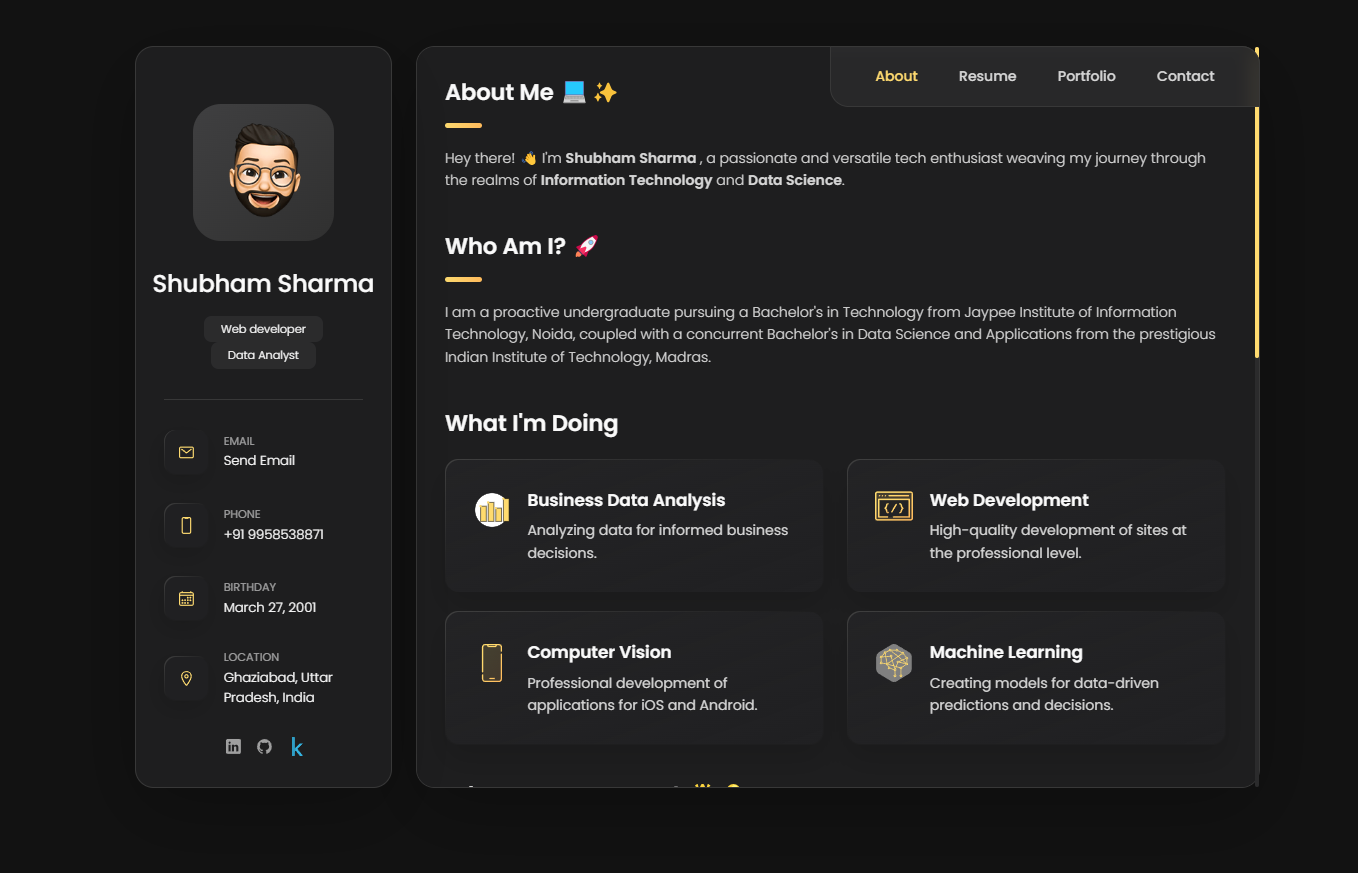 Shubham Sharma
Web developer
Data Analyst
EMAIL
Send Email
PHONE
+91 9958538871
BIRTHDAY
March 27, 2001
LOCATION
Ghaziabad, Uttar
Pradesh, India
About Resume Portfolio Contact
About Me 💻 ✨
Hey there! 👋 I'm Shubham Sharma , a passionate and versatile tech enthusiast weaving my journey through
the realms of Information Technology and Data Science.
Who Am I? 🚀
I am a proactive undergraduate pursuing a Bachelor's in Technology from Jaypee Institute of Information
Technology, Noida, coupled with a concurrent Bachelor's in Data Science and Applications from the prestigious
Indian Institute of Technology, Madras.
What I'm Doing
Business Data Analysis
Analyzing data for informed business
decisions.
Web Development
High-quality development of sites at
the professional level.
Computer Vision
Professional development of
applications for iOS and Android.
Machine Learning
Creating models for data-driven
predictions and decisions.